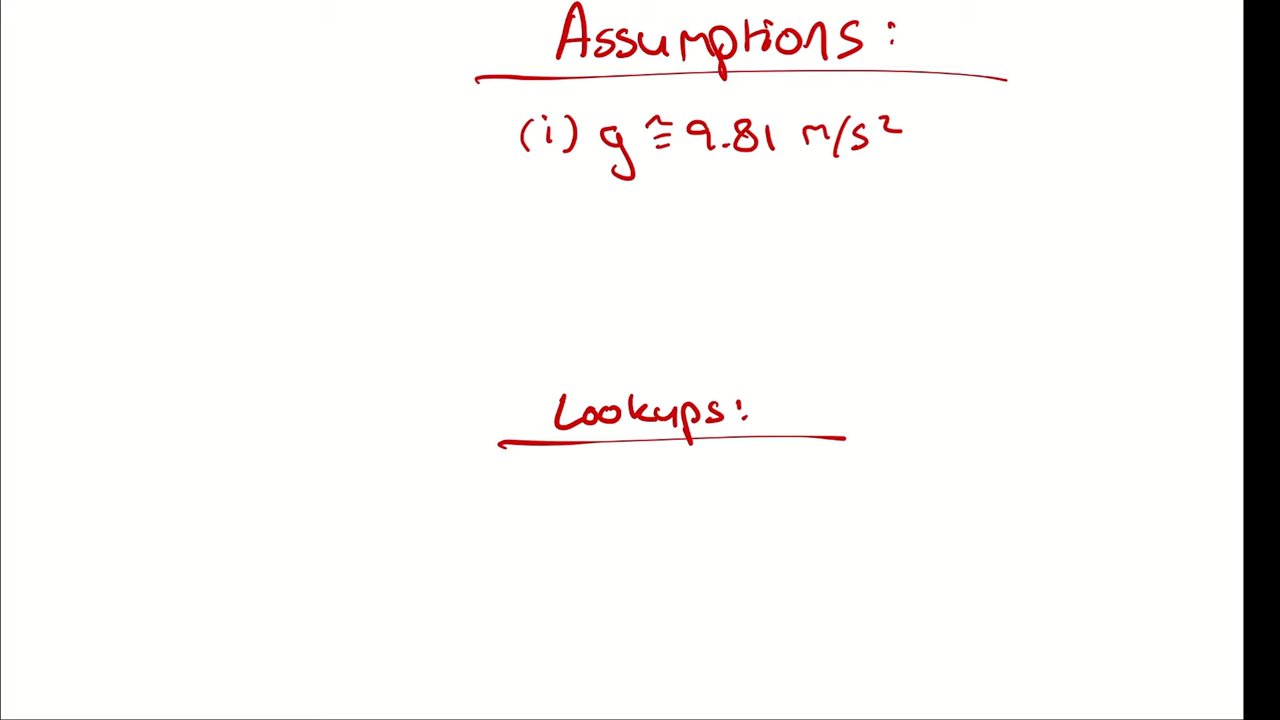 Assumptions:
(i) g ≅ 9.81 m/s²
Lookups: